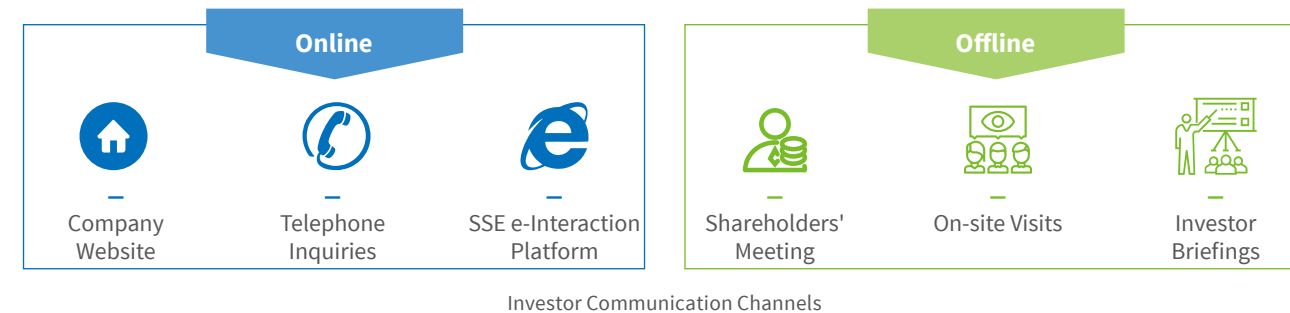 Online
Company
Website
Telephone
Inquiries
SSE e-Interaction
Platform
Offline
Shareholders'
Meeting
On-site Visits
Investor
Briefings
Investor Communication Channels